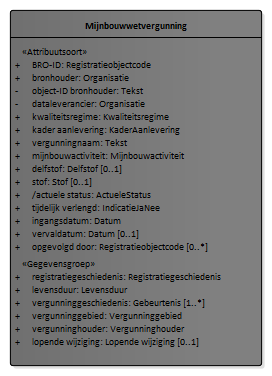 Mijnbouwwetvergunning
«Attribuutsoort»
+ BRO-ID: Registratieobjectcode
+ bronhouder: Organisatie
- object-ID bronhouder: Tekst
- dataleverancier: Organisatie
+ kwaliteitsregime: Kwaliteitsregime
+ kader aanlevering: KaderAanlevering
+ vergunningnaam: Tekst
+ mijnbouwactiviteit: Mijnbouwactiviteit
+ delfstof: Delfstof [0..1]
+ stof: Stof [0..1]
+ /actuele status: ActueleStatus
+ tijdelijk verlengd: IndicatieJaNee
+ ingangsdatum: Datum
+ vervaldatum: Datum [0..1]
+ opgevolgd door: Registratieobjectcode [0..*]
«Gegevensgroep»
+ registratiegeschiedenis: Registratiegeschiedenis
+ levensduur: Levensduur
+ vergunninggeschiedenis: Gebeurtenis [1..*]
+ vergunninggebied: Vergunninggebied
+ vergunninghouder: Vergunninghouder
+ lopende wijziging: Lopende wijziging [0..1]